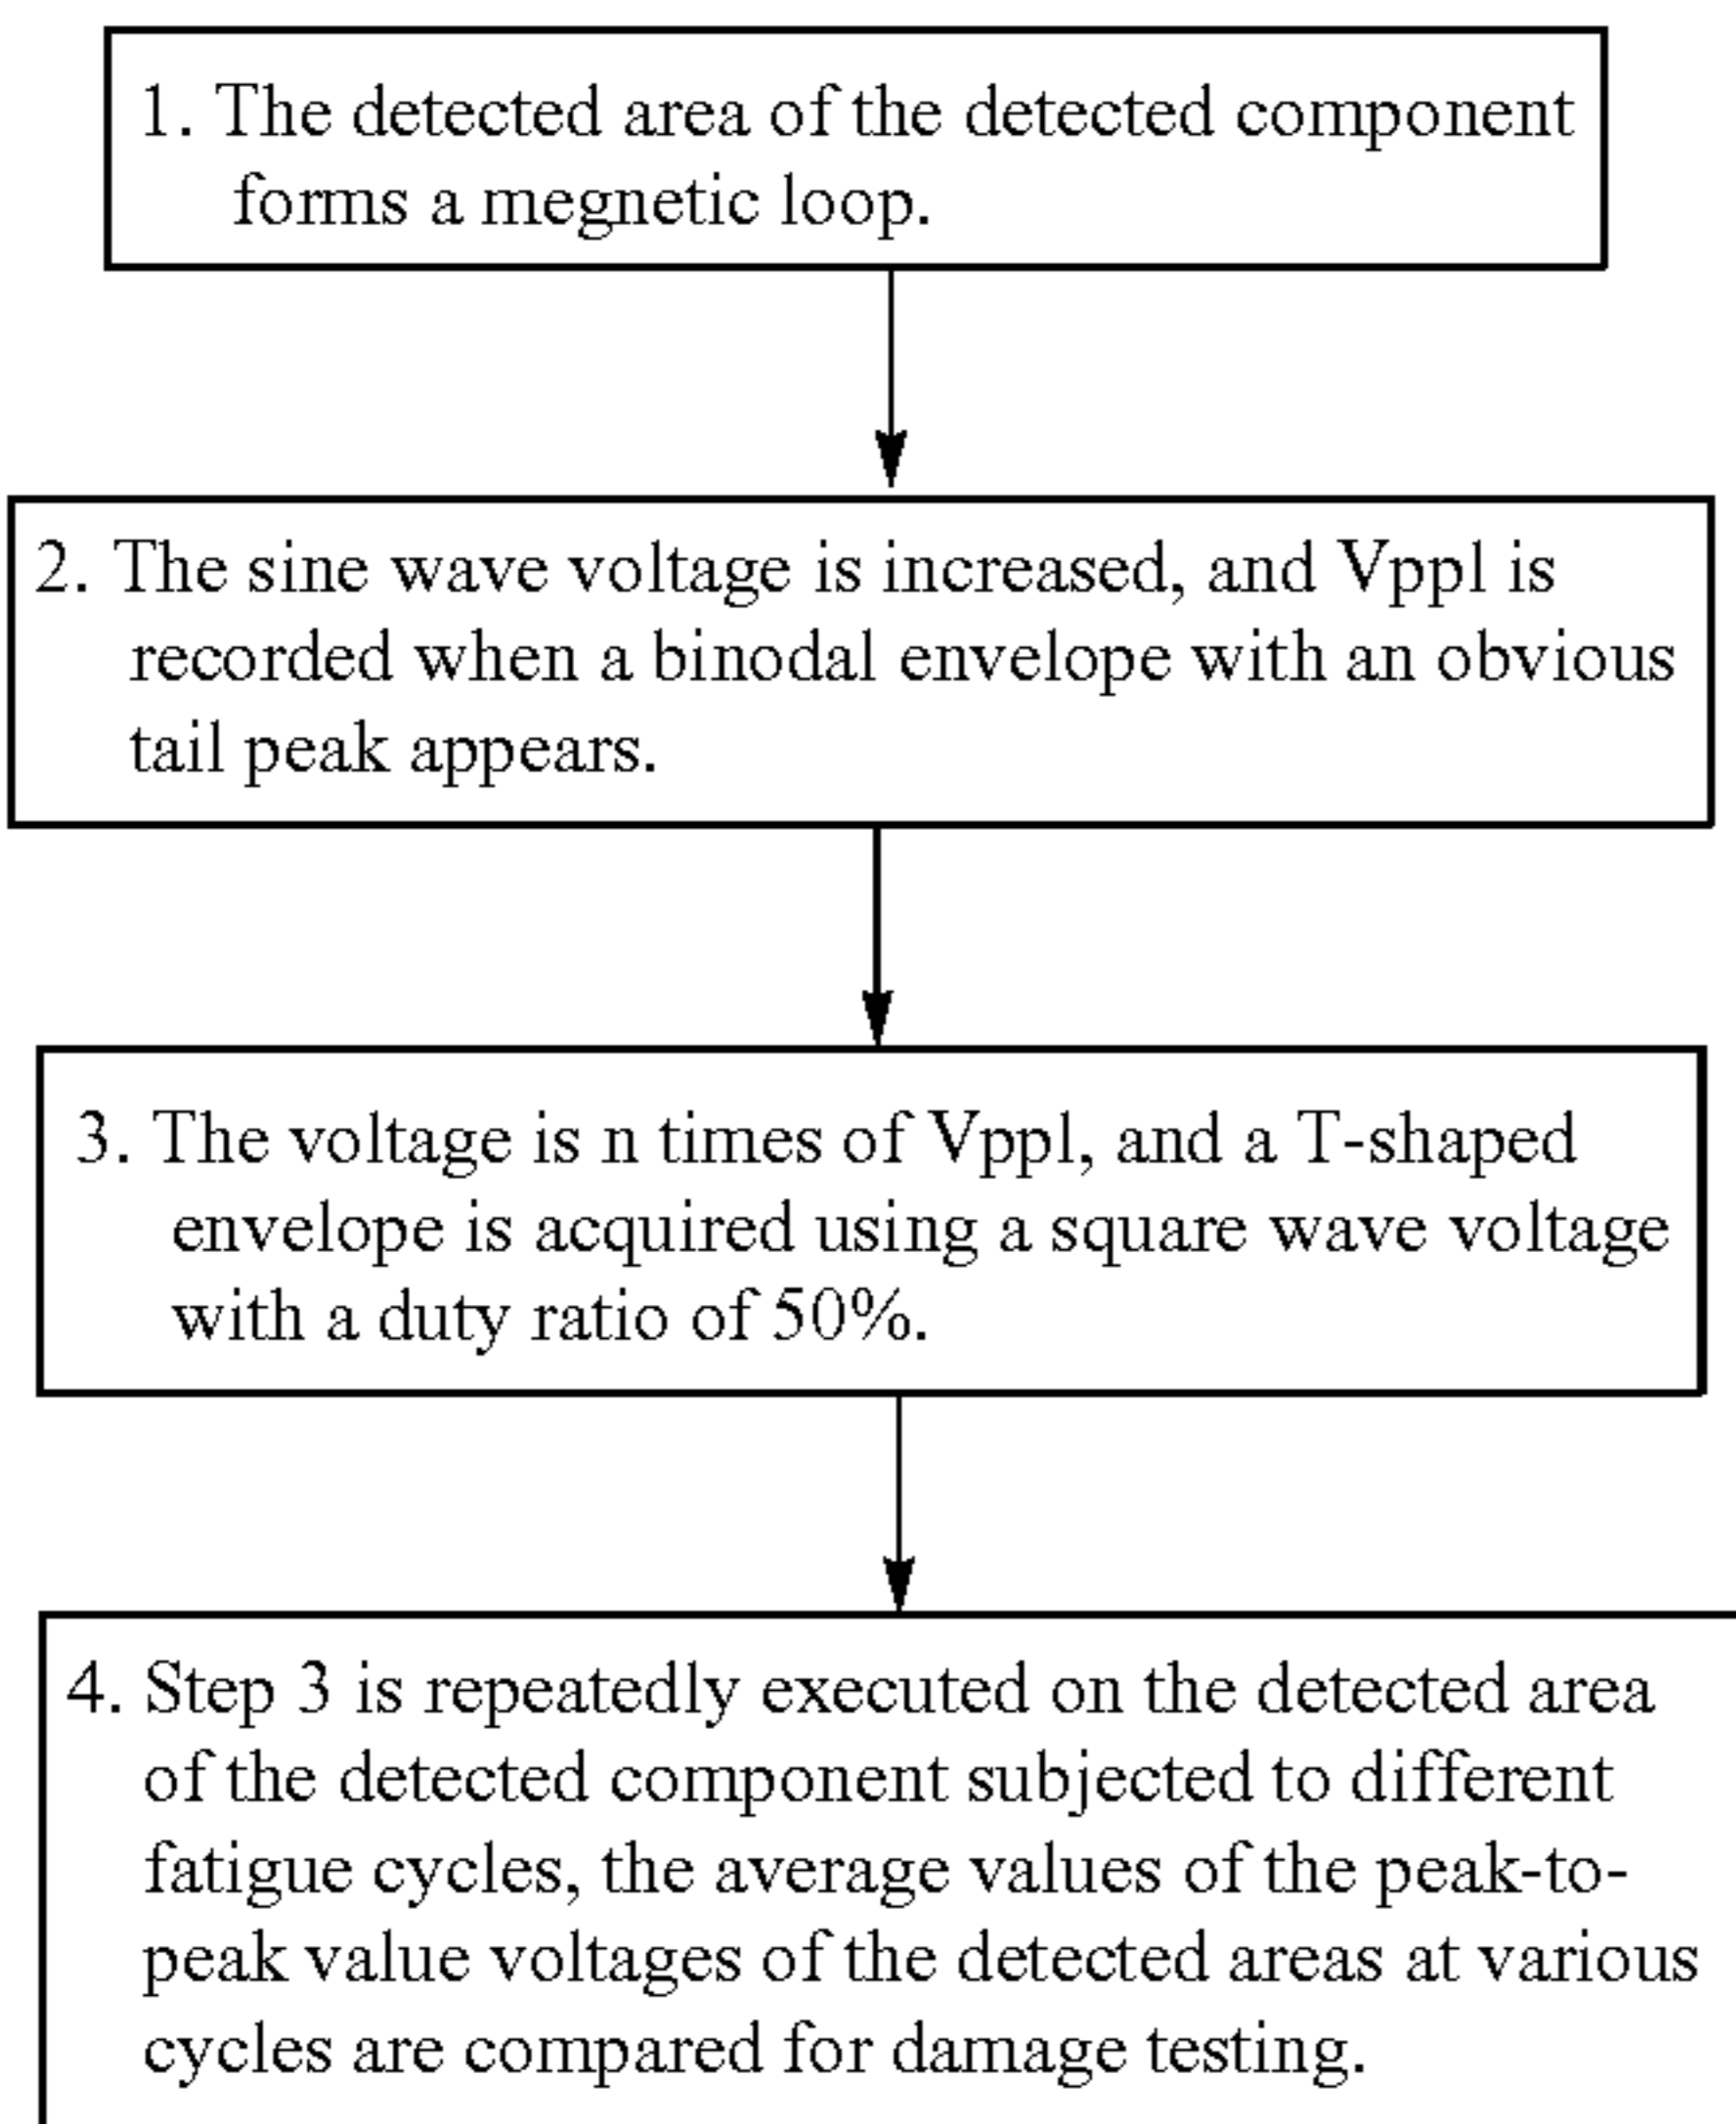 1. The detected area of the detected component
forms a megnetic loop.
2. The sine wave voltage is increased, and Vppl is
recorded when a binodal envelope with an obvious
tail peak appears.
3. The voltage is n times of Vppl, and a T-shaped
envelope is acquired using a square wave voltage
with a duty ratio of 50%.
4. Step 3 is repeatedly executed on the detected area
of the detected component subjected to different
fatigue cycles, the average values of the peak-to-
peak value voltages of the detected areas at various
cycles are compared for damage testing.